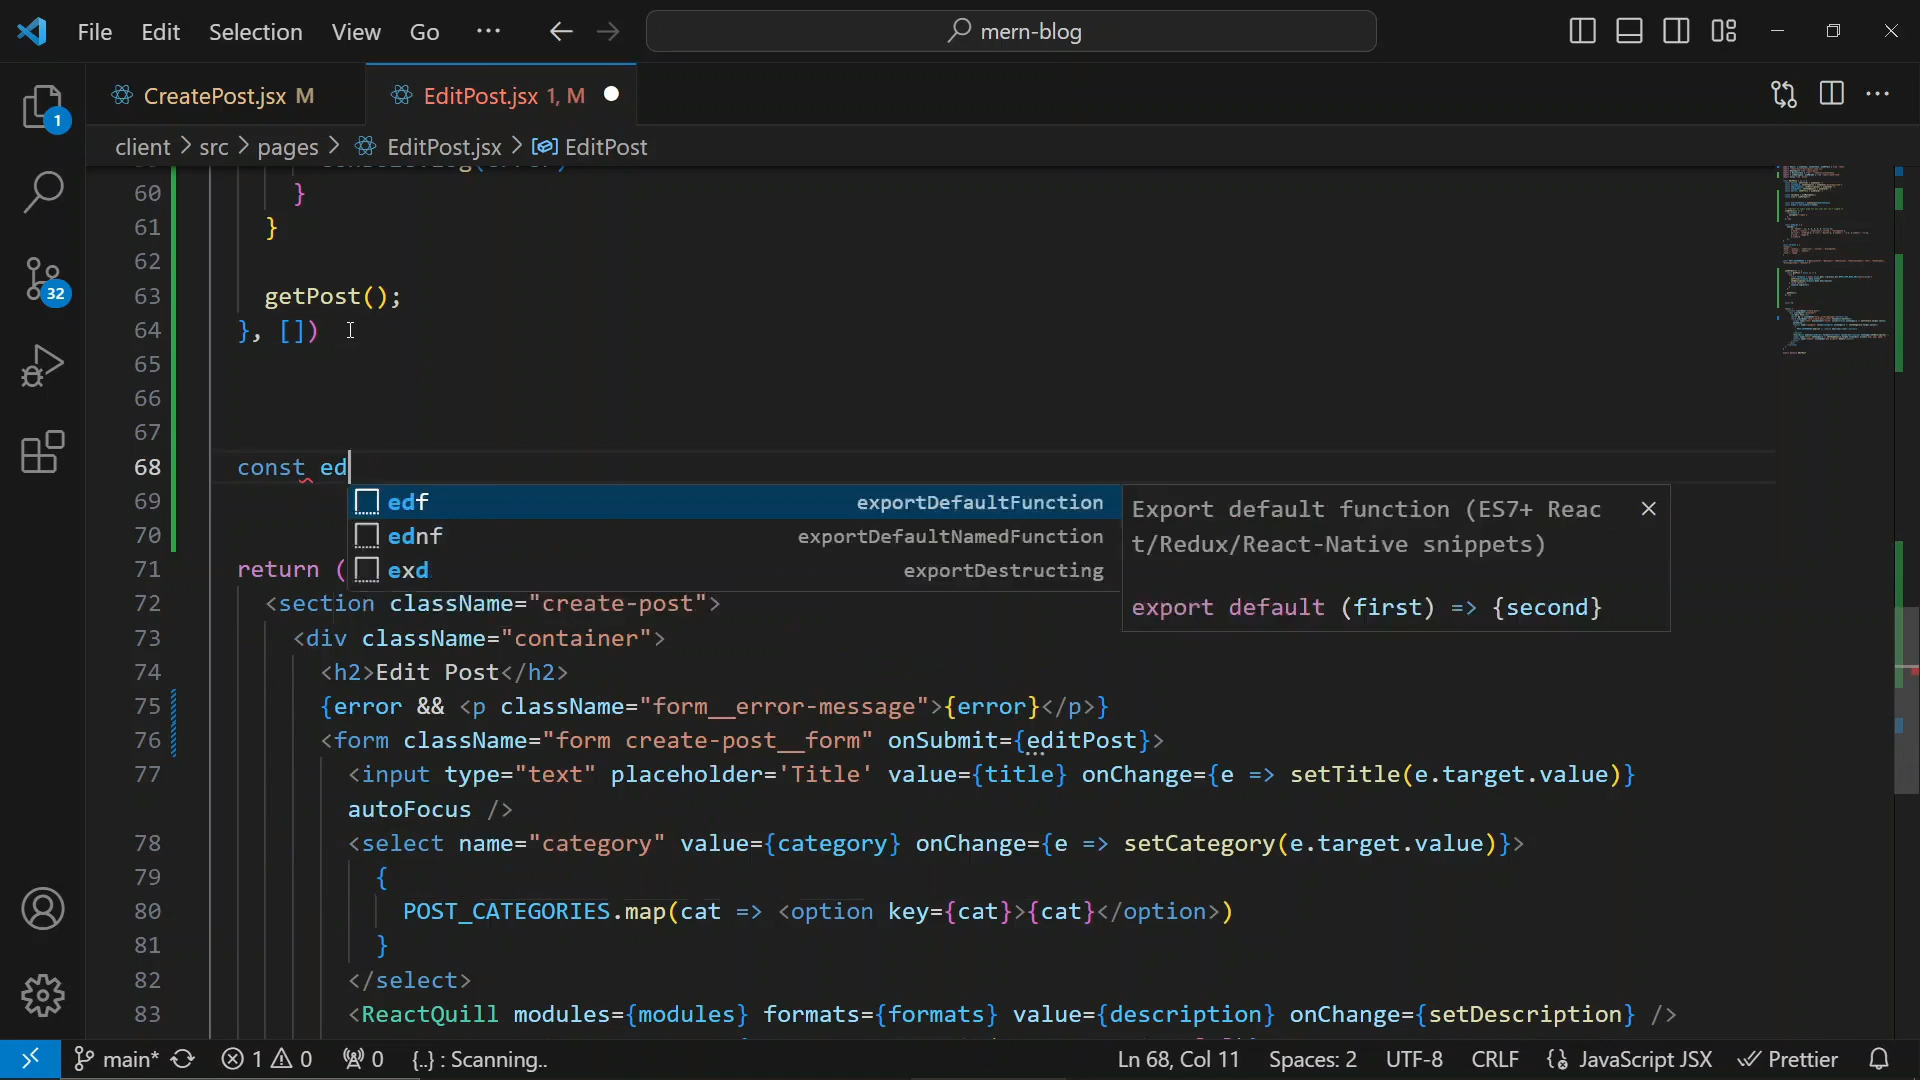 File Edit Selection View Go ··· mern-blog
CreatePost.jsx M EditPost.jsx 1, M
client > src > pages > EditPost.jsx > EditPost
60 }
61 }
62
63 getPost();
64 }, [])
65
66
67
68 const ed
edf exportDefaultFunction
ednf exportDefaultNamedFunction
exd exportDestructing
Export default function (ES7+ Reac
t/Redux/React-Native snippets)
export default (first) => {second}
69
70
71 return (
72 <section className="create-post">
73 <div className="container">
74 <h2>Edit Post</h2>
75 {error && <p className="form__error-message">{error}</p>}
76 <form className="form create-post__form" onSubmit={editPost}>
77 <input type="text" placeholder='Title' value={title} onChange={e => setTitle(e.target.value)}
autoFocus />
78 <select name="category" value={category} onChange={e => setCategory(e.target.value)}>
79 {
80 POST_CATEGORIES.map(cat => <option key={cat}>{cat}</option>)
81 }
82 </select>
83 <ReactQuill modules={modules} formats={formats} value={description} onChange={setDescription} />
1
32
main* 1 0 0 {..} : Scanning.. Ln 68, Col 11 Spaces: 2 UTF-8 CRLF JavaScript JSX Prettier